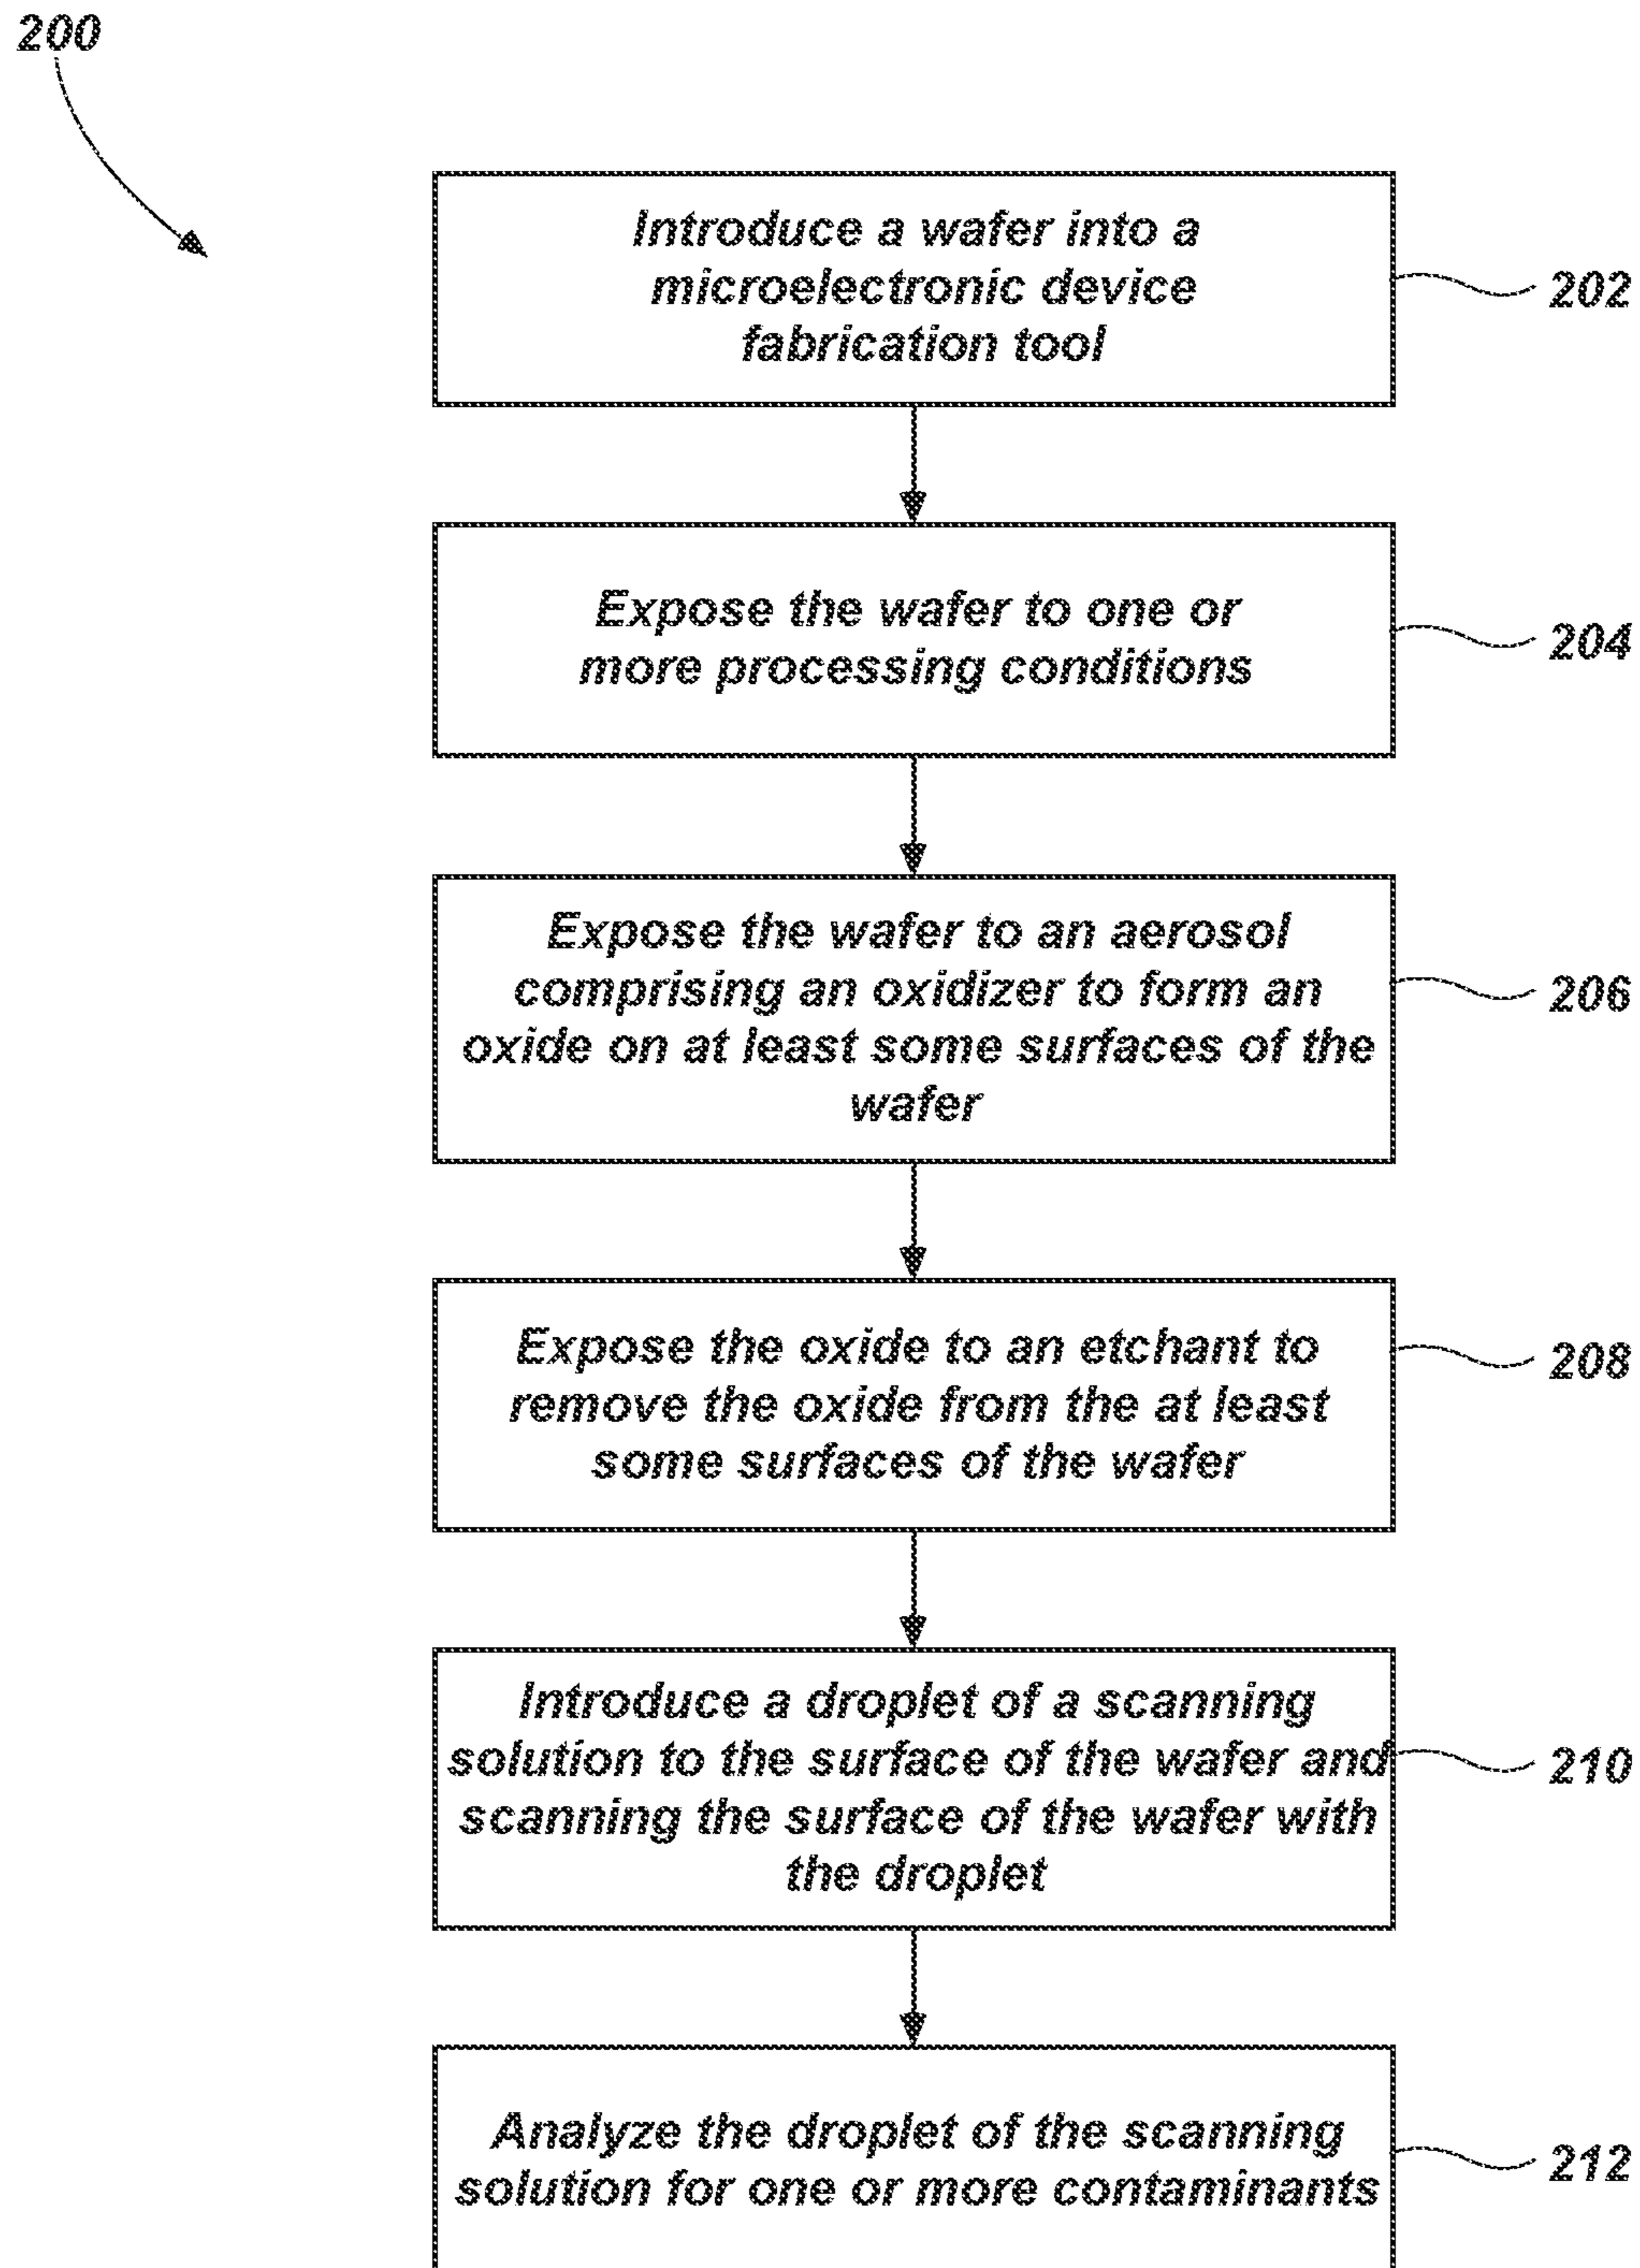 200
Introduce a wafer into a
microelectronic device
fabrication tool
202
Expose the wafer to one or
more processing conditions
204
Expose the wafer to an aerosol
comprising an oxidizer to form an
oxide on at least some surfaces of the
wafer
206
Expose the oxide to an etchant to
remove the oxide from the at least
some surfaces of the wafer
208
Introduce a droplet of a scanning
solution to the surface of the wafer and
scanning the surface of the wafer with
the droplet
210
Analyze the droplet of the scanning
solution for one or more contaminants
212